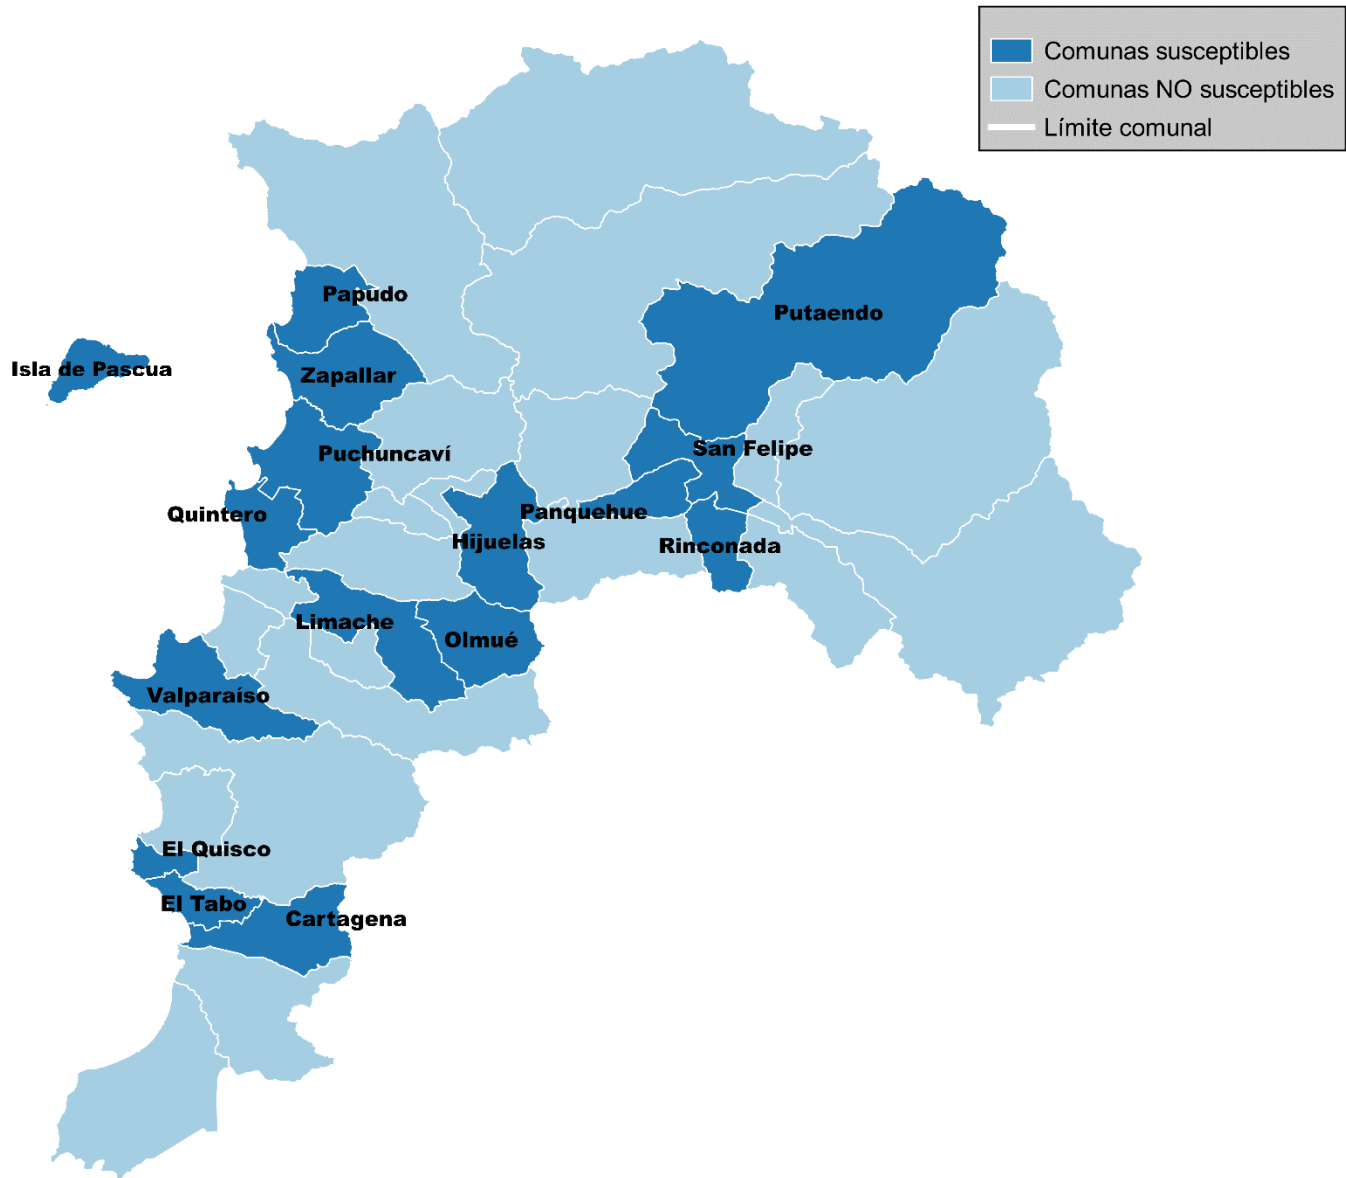 Comunas susceptibles
Comunas NO susceptibles
Límite comunal
Papudo
Putaendo
Isla de Pascua
Zapallar
San Felipe
Puchuncaví
Quintero
Panquehue
Hijuelas
Rinconada
Limache
Olmué
Valparaíso
El Quisco
El Tabo
Cartagena